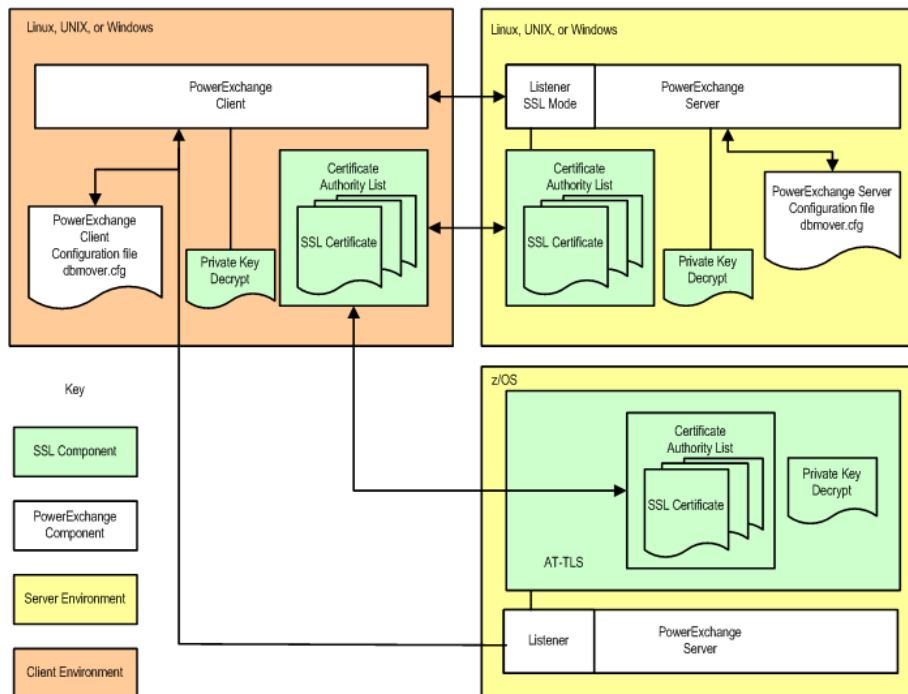 Linux, UNIX, or Windows
PowerExchange
Client
PowerExchange
Client
Configuration file
dbmover.cfg
Private Key
Decrypt
Certificate
Authority List
SSL Certificate
Linux, UNIX, or Windows
Listener
SSL Mode
PowerExchange
Server
Certificate
Authority List
SSL Certificate
Private Key
Decrypt
PowerExchange Server
Configuration file
dbmover.cfg
Key
SSL Component
PowerExchange
Component
Server Environment
Client Environment
z/OS
Certificate
Authority List
SSL Certificate
Private Key
Decrypt
AT-TLS
Listener
PowerExchange
Server